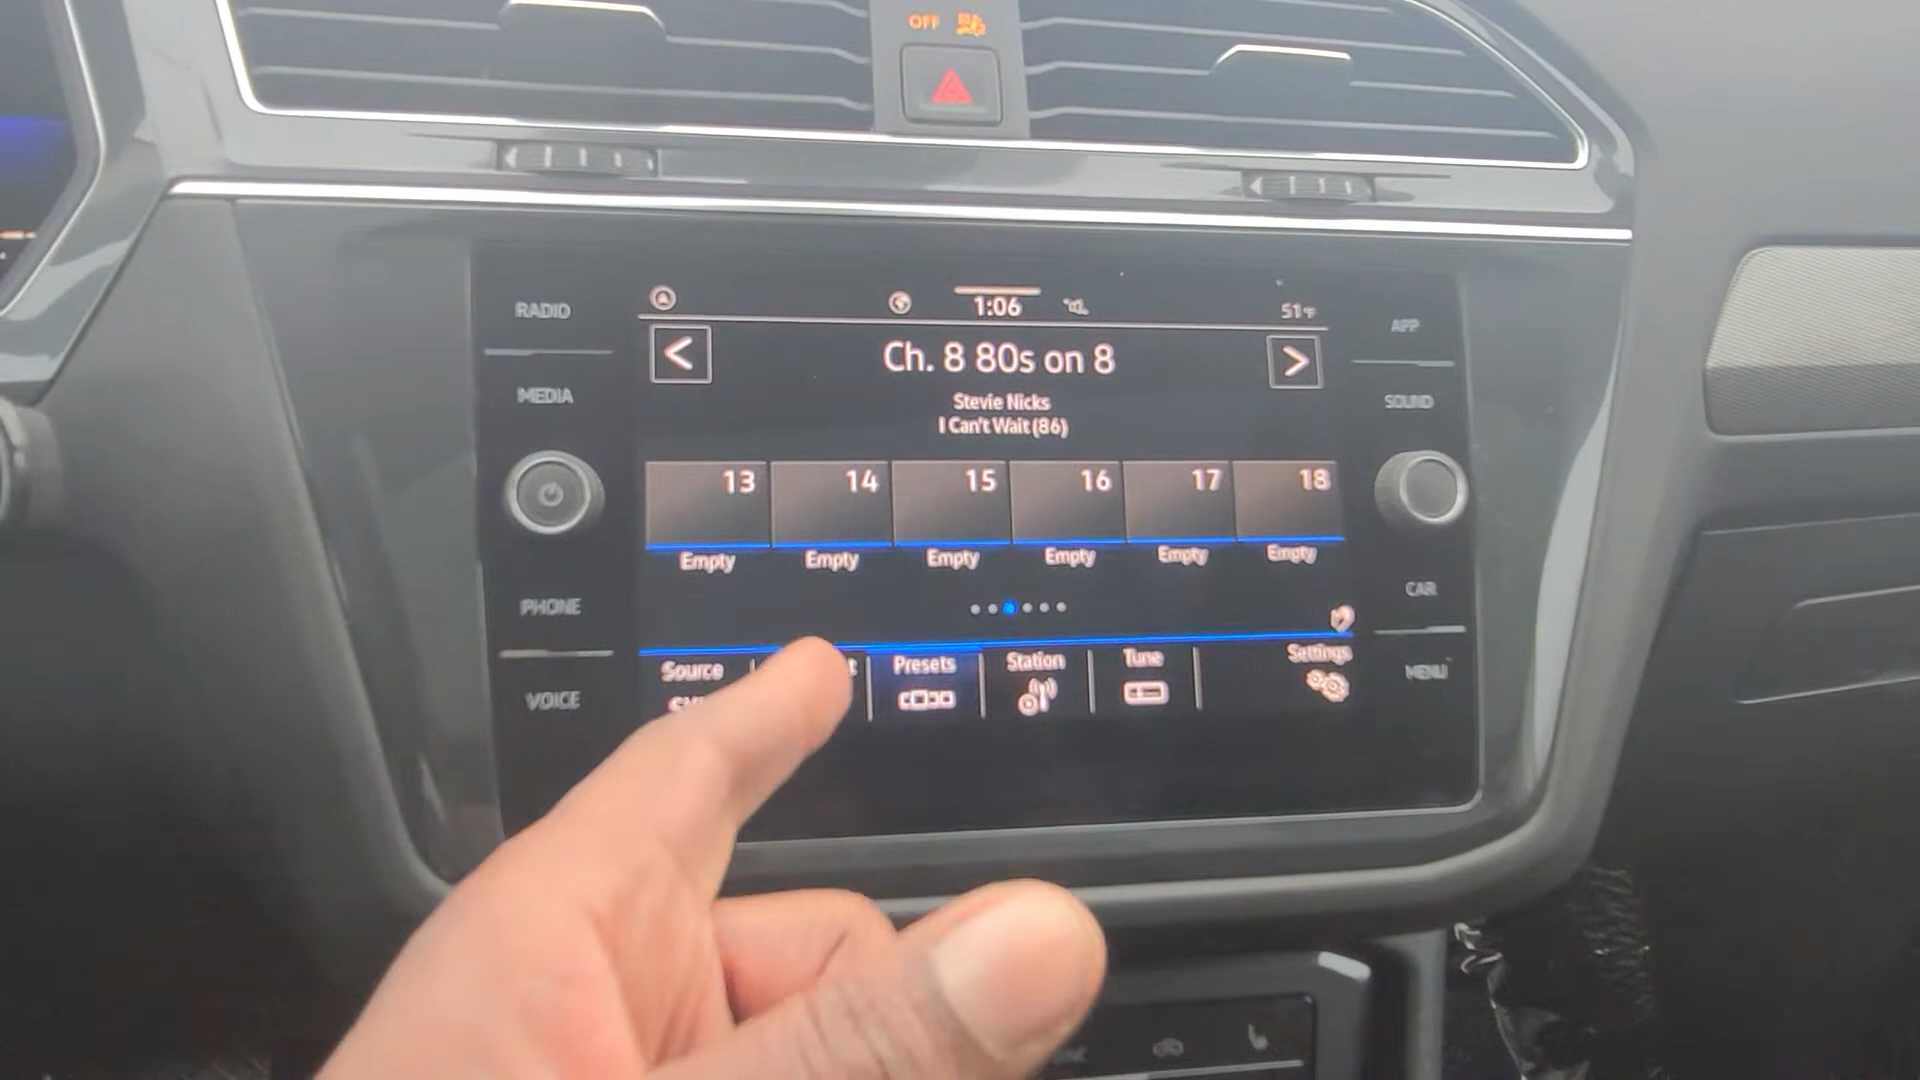 OFF
RADIO
MEDIA
PHONE
VOICE
1:06
51°F
<
Ch. 8 80s on 8
>
Stevie Nicks
I Can't Wait (86)
13 14 15 16 17 18
Empty Empty Empty Empty Empty Empty
Source Presets Station Tune Settings
APP
SOUND
CAR
MENU